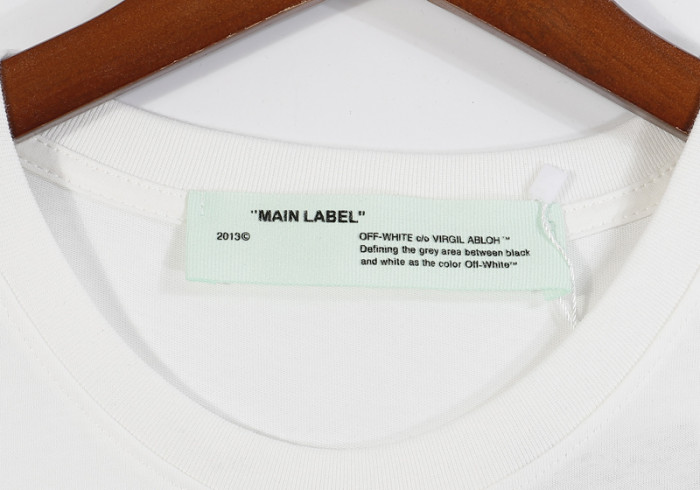 "MAIN LABEL"
2013©
OFF-WHITE c/o VIRGIL ABLOH™
Defining the grey area between black
and white as the color Off-White™